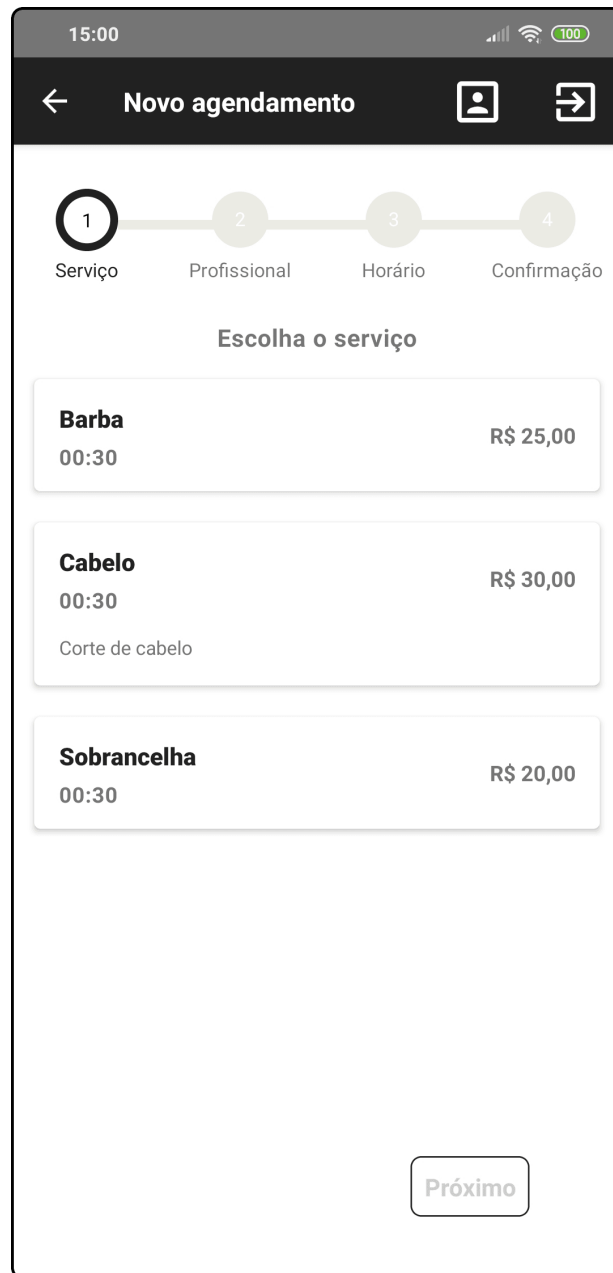 15:00
100
Novo agendamento
1
2
3
4
Serviço
Profissional
Horário
Confirmação
Escolha o serviço
Barba
00:30
R$ 25,00
Cabelo
00:30
R$ 30,00
Corte de cabelo
Sobrancelha
00:30
R$ 20,00
Próximo